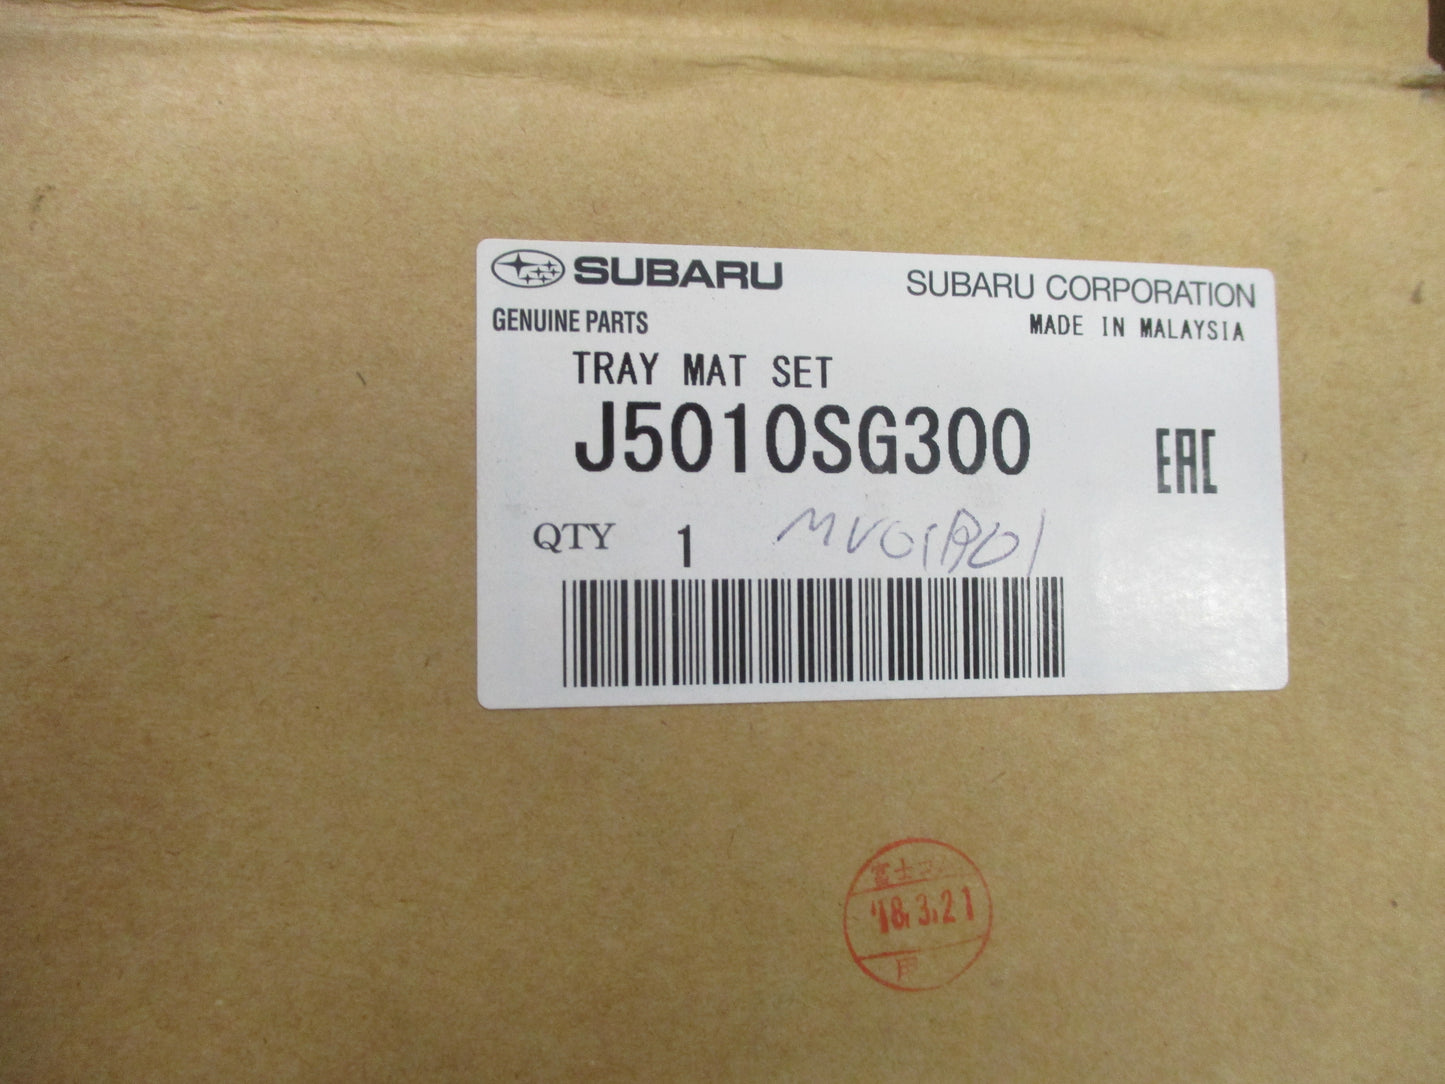 SUBARU
SUBARU CORPORATION
GENUINE PARTS
MADE IN MALAYSIA
TRAY MAT SET
J5010SG300
EAC
QTY 1
'18.3.21